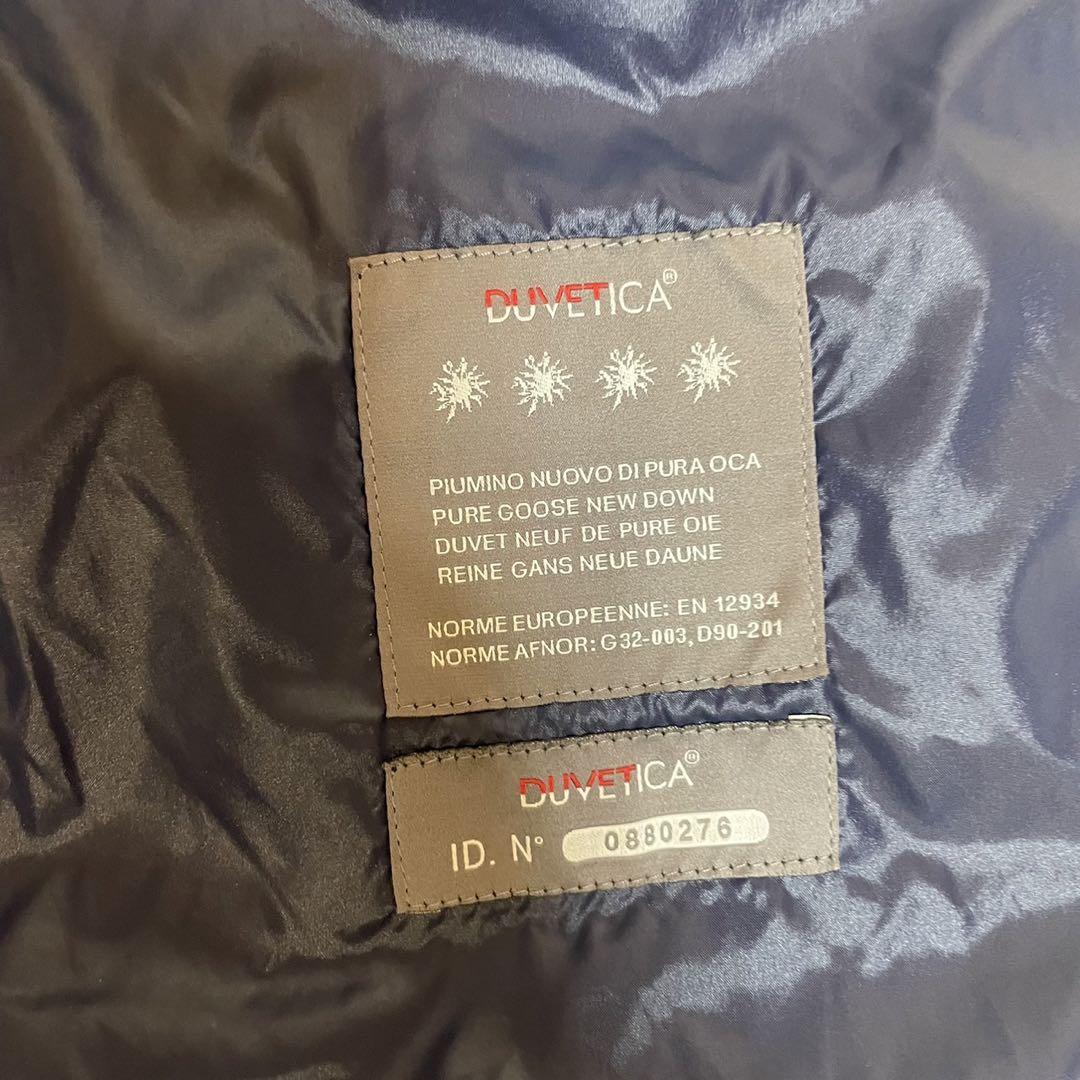 DUVETICA®
PIUMINO NUOVO DI PURA OCA
PURE GOOSE NEW DOWN
DUVET NEUF DE PURE OIE
REINE GANS NEUE DAUNE
NORME EUROPEENNE: EN 12934
NORME AFNOR: G32-003, D90-201
DUVETICA®
ID. N° 0880276